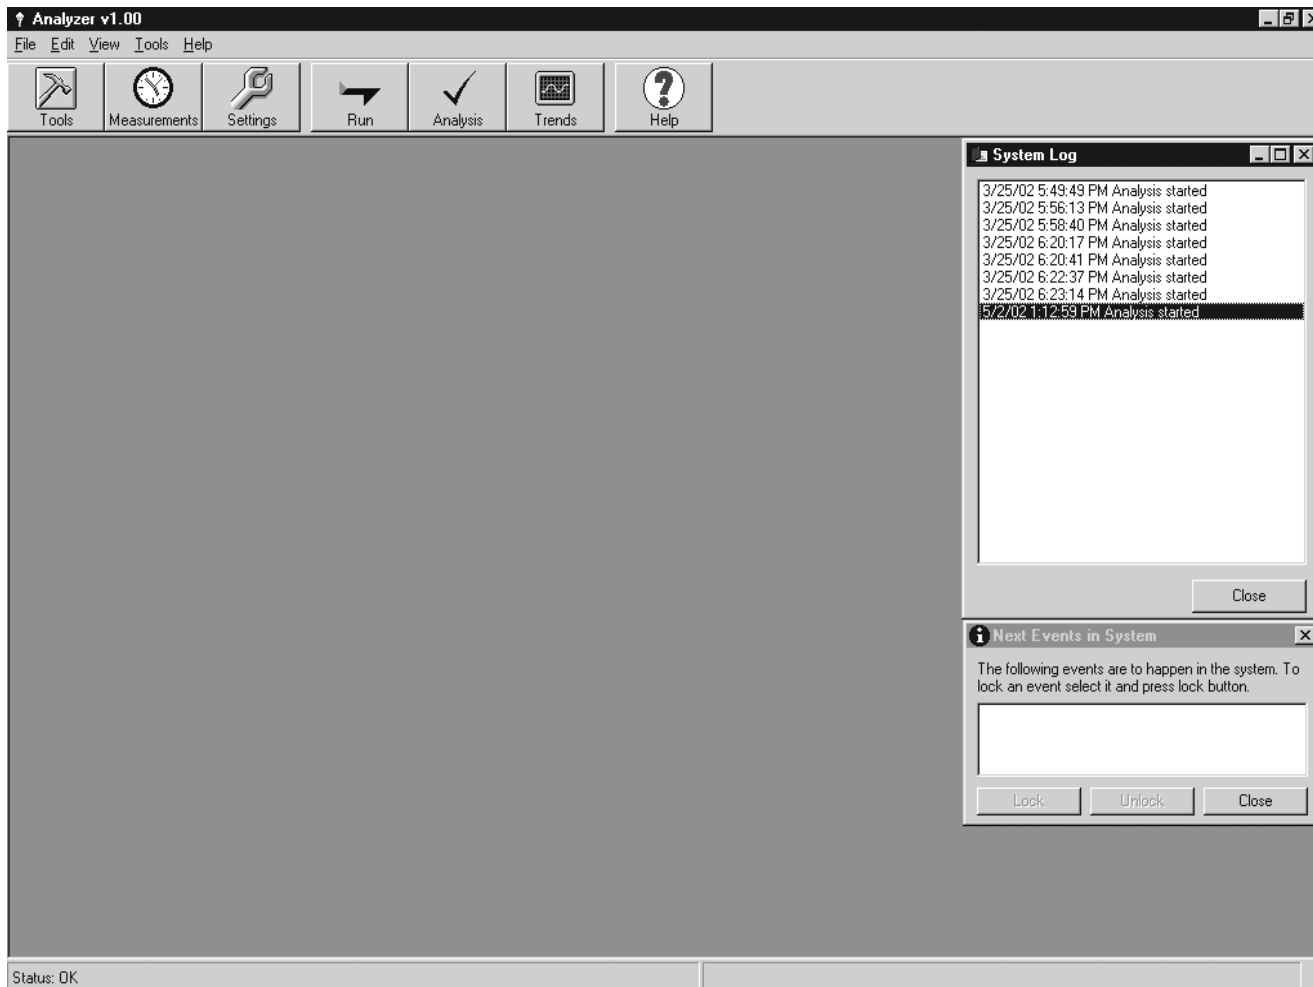 Analyzer v1.00
File Edit View Tools Help
Tools Measurements Settings Run Analysis Trends Help
System Log
3/25/02 5:49:49 PM Analysis started
3/25/02 5:56:13 PM Analysis started
3/25/02 5:58:40 PM Analysis started
3/25/02 6:20:17 PM Analysis started
3/25/02 6:20:41 PM Analysis started
3/25/02 6:22:37 PM Analysis started
3/25/02 6:23:14 PM Analysis started
5/2/02 1:12:59 PM Analysis started
Close
Next Events in System
The following events are to happen in the system. To
lock an event select it and press lock button.
Lock Unlock Close
Status: OK